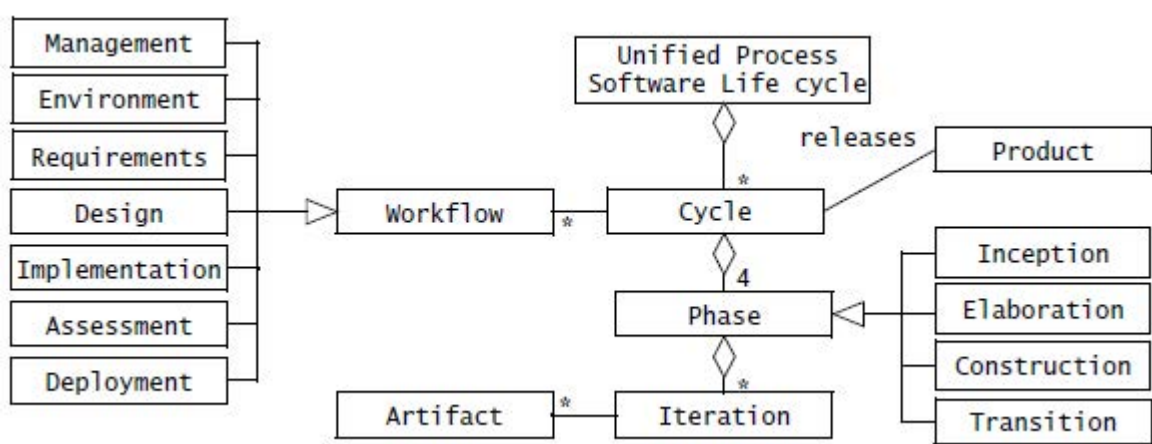 Management
Environment
Requirements
Design
Implementation
Assessment
Deployment
Workflow
*
Unified Process
Software Life cycle
*
Cycle
releases
Product
4
Phase
*
Iteration
*
Artifact
Inception
Elaboration
Construction
Transition